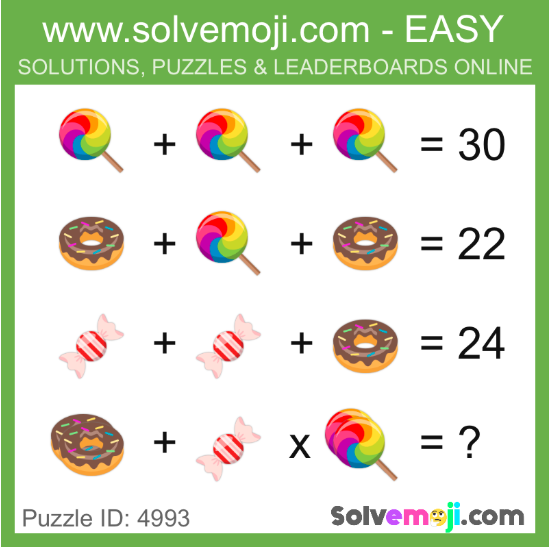 www.solvemoji.com - EASY
SOLUTIONS, PUZZLES & LEADERBOARDS ONLINE
+ + = 30
+ + = 22
+ + = 24
+ x = ?
Puzzle ID: 4993
Solvemoji.com